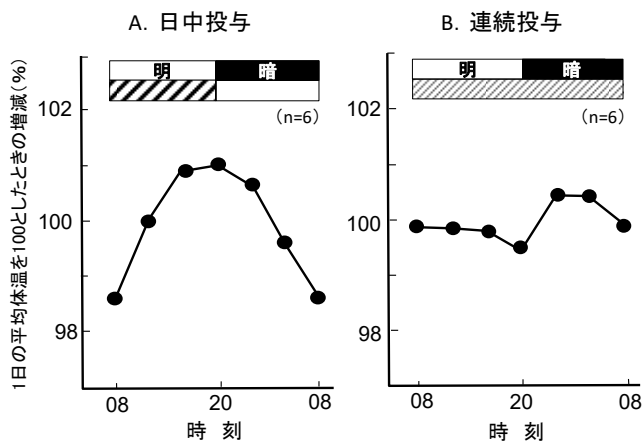 A. 日中投与
B. 連続投与
1日の平均体温を100としたときの増減(%)
明 暗
(n=6)
102
100
98
08 20 08
時 刻
明 暗
(n=6)
102
100
98
08 20 08
時 刻